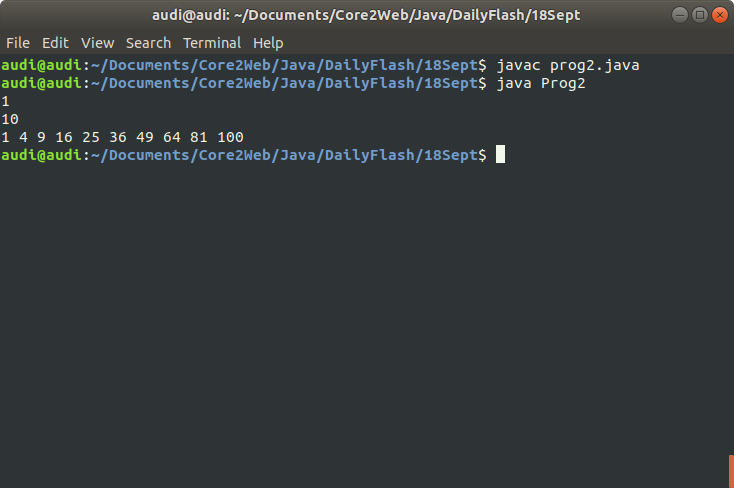 audi@audi: ~/Documents/Core2Web/Java/DailyFlash/18Sept
File Edit View Search Terminal Help
audi@audi:~/Documents/Core2Web/Java/DailyFlash/18Sept$ javac prog2.java
audi@audi:~/Documents/Core2Web/Java/DailyFlash/18Sept$ java Prog2
1
10
1 4 9 16 25 36 49 64 81 100
audi@audi:~/Documents/Core2Web/Java/DailyFlash/18Sept$